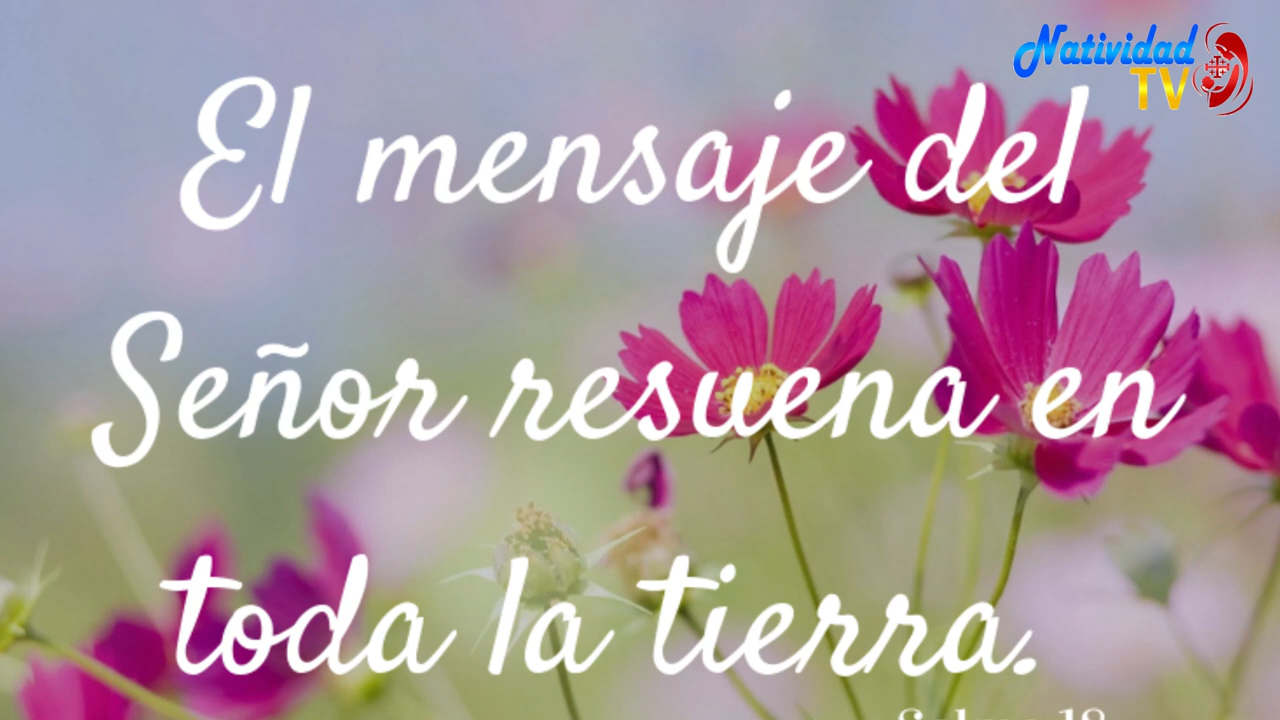 Natividad
TV
El mensaje del
Señor resuena en
toda la tierra.